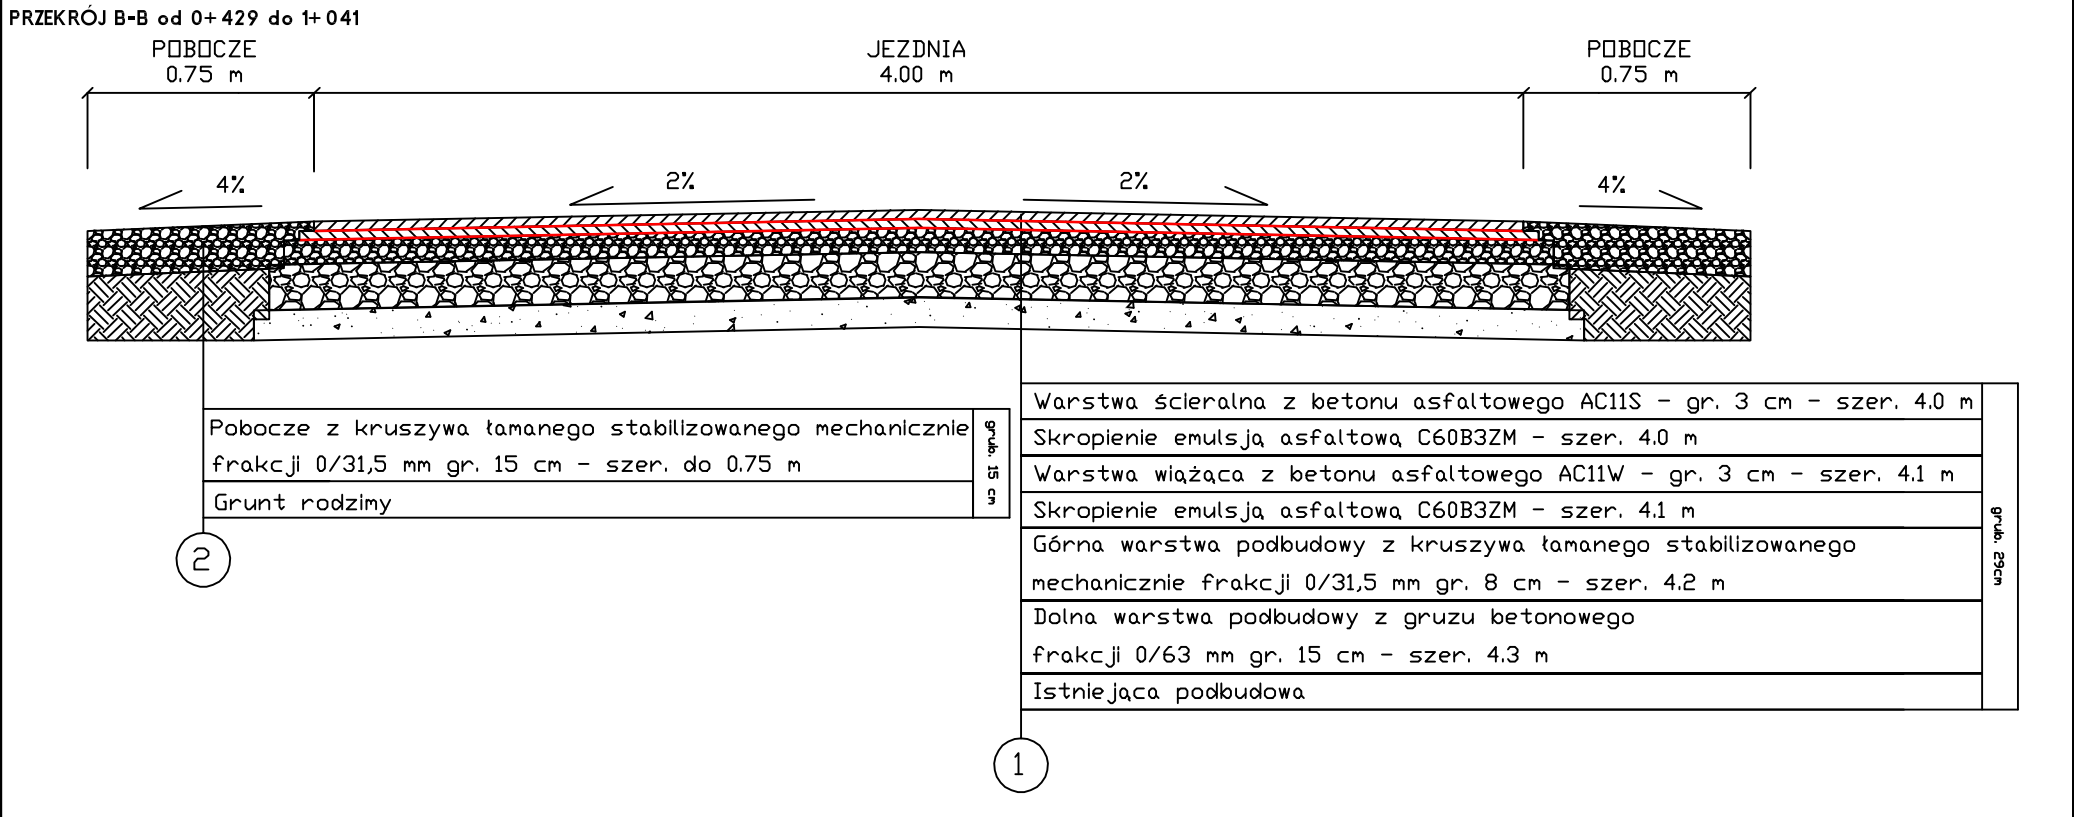 PRZEKRÓJ B-B od 0+429 do 1+041
POBOCZE
0.75 m
JEZDNIA
4.00 m
POBOCZE
0.75 m
4%
2%
2%
4%
Warstwa ścieralna z betonu asfaltowego AC11S - gr. 3 cm - szer. 4.0 m
Skropienie emulsją asfaltową C60B3ZM - szer. 4.0 m
Warstwa wiążąca z betonu asfaltowego AC11W - gr. 3 cm - szer. 4.1 m
Skropienie emulsją asfaltową C60B3ZM - szer. 4.1 m
Górna warstwa podbudowy z kruszywa łamanego stabilizowanego
mechanicznie frakcji 0/31,5 mm gr. 8 cm - szer. 4.2 m
Dolna warstwa podbudowy z gruzu betonowego
frakcji 0/63 mm gr. 15 cm - szer. 4.3 m
Istniejąca podbudowa
grub. 29cm
1
Pobocze z kruszywa łamanego stabilizowanego mechanicznie
frakcji 0/31,5 mm gr. 15 cm - szer. do 0.75 m
Grunt rodzimy
grub. 15 cm
2